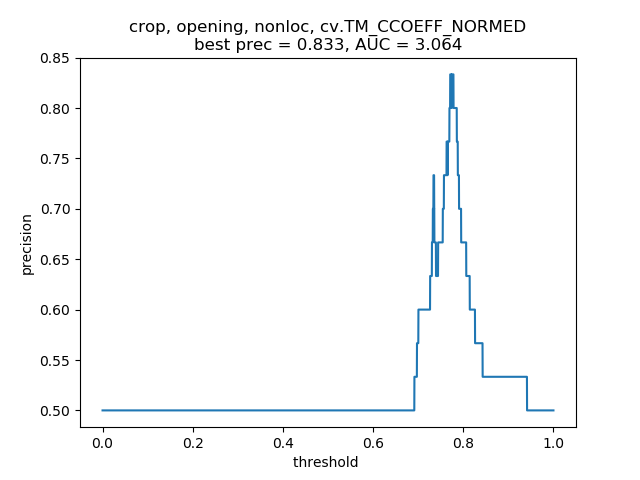 crop, opening, nonloc, cv.TM_CCOEFF_NORMED
best prec = 0.833, AUC = 3.064
0.85
0.80
0.75
0.70
0.65
0.60
0.55
0.50
precision
0.0 0.2 0.4 0.6 0.8 1.0
threshold